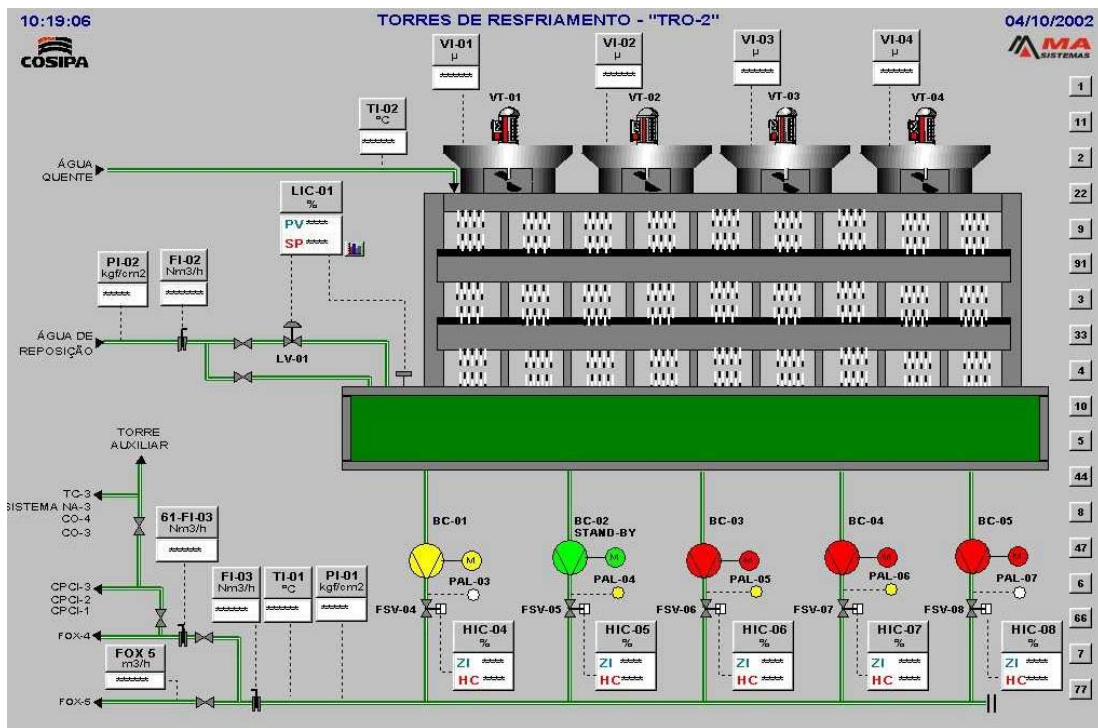 10:19:06
TORRES DE RESFRIAMENTO - "TRO-2"
04/10/2002
COSIPA
MA
SISTEMAS
VI-01
µ
*****
VI-02
µ
*****
VI-03
µ
*****
VI-04
µ
*****
VT-01
VT-02
VT-03
VT-04
TI-02
°C
*****
ÁGUA
QUENTE
LIC-01
%
PV ****
SP ****
PI-02
kgf/cm2
*****
FI-02
Nm3/h
******
ÁGUA DE
REPOSIÇÃO
LV-01
1
11
2
22
9
91
3
33
4
10
5
44
8
47
6
66
7
77
TORRE
AUXILIAR
TC-3
SISTEMA NA-3
CO-4
CO-3
61-FI-03
Nm3/h
******
CPCI-3
CPCI-2
CPCI-1
FOX-4
FI-03
Nm3/h
******
TI-01
°C
*****
PI-01
kgf/cm2
*****
FOX 5
m3/h
******
FOX-5
BC-01
BC-02
STAND-BY
BC-03
BC-04
BC-05
M
M
M
M
M
PAL-03
PAL-04
PAL-05
PAL-06
PAL-07
FSV-04
FSV-05
FSV-06
FSV-07
FSV-08
HIC-04
%
ZI ****
HC ****
HIC-05
%
ZI ****
HC ****
HIC-06
%
ZI ****
HC ****
HIC-07
%
ZI ****
HC ****
HIC-08
%
ZI ****
HC ****